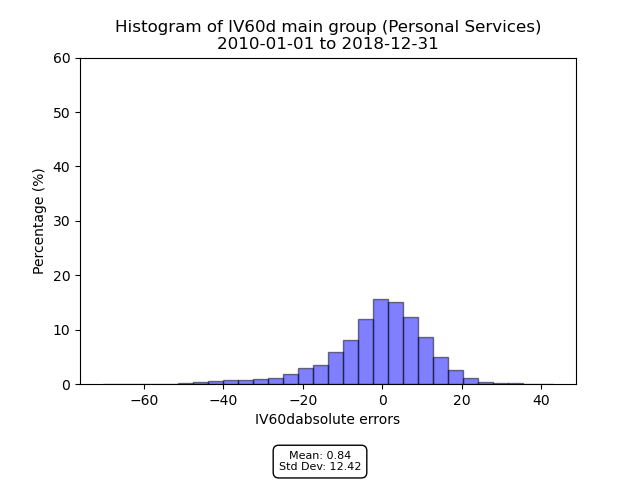 Histogram of IV60d main group (Personal Services)
2010-01-01 to 2018-12-31
60
50
40
30
20
10
0
Percentage (%)
−60
−40
−20
0
20
40
IV60dabsolute errors
Mean: 0.84
Std Dev: 12.42